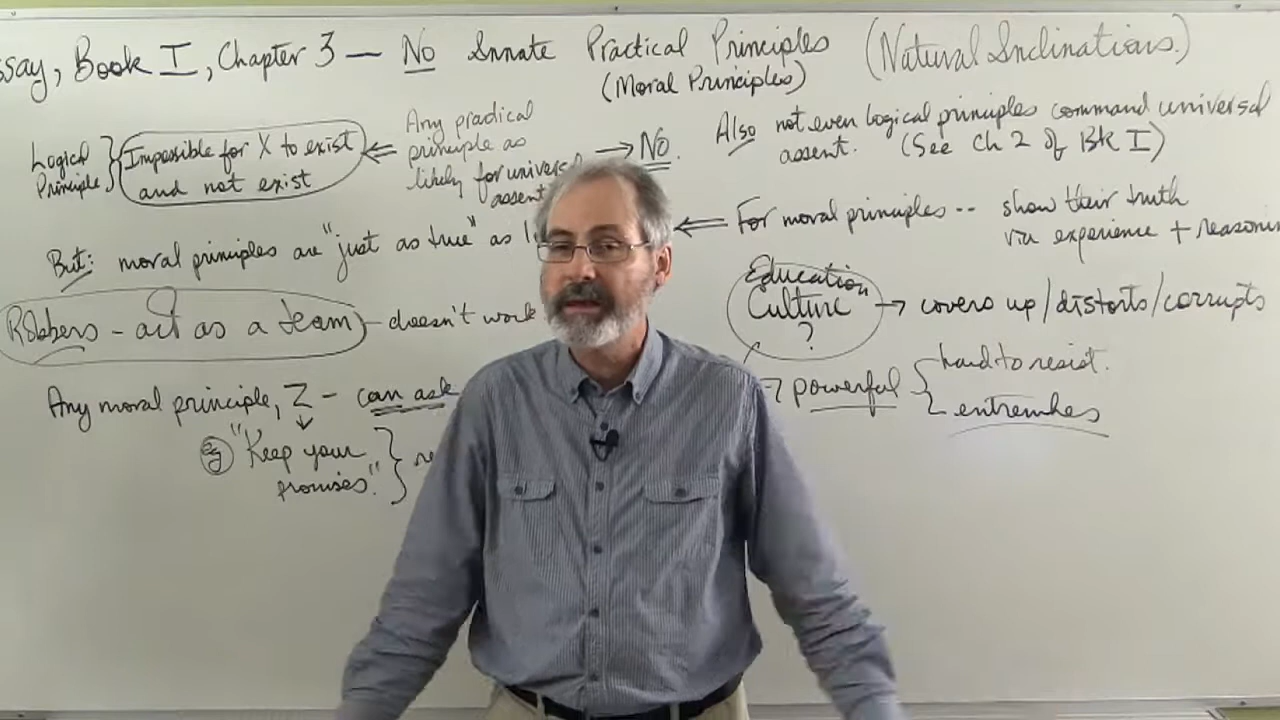 ssay, Book I, Chapter 3 — No Innate Practical Principles (Natural Inclinations.)
(Moral Principles)
Logical Principle } Impossible for X to exist and not exist
Any practical principle as likely for univers assent
→ No.
Also not even logical principles command universal assent. (See Ch 2 of Bk I)
But: moral principles are "just as true" as
For moral principles -- show their truth via experience + reasonin
Robbers - act as a team - doesn't work
Education Culture ? → covers up/distorts/corrupts
Any moral principle, Z - can ask
powerful { hard to resist.
entrenches
eg "Keep your promises." }